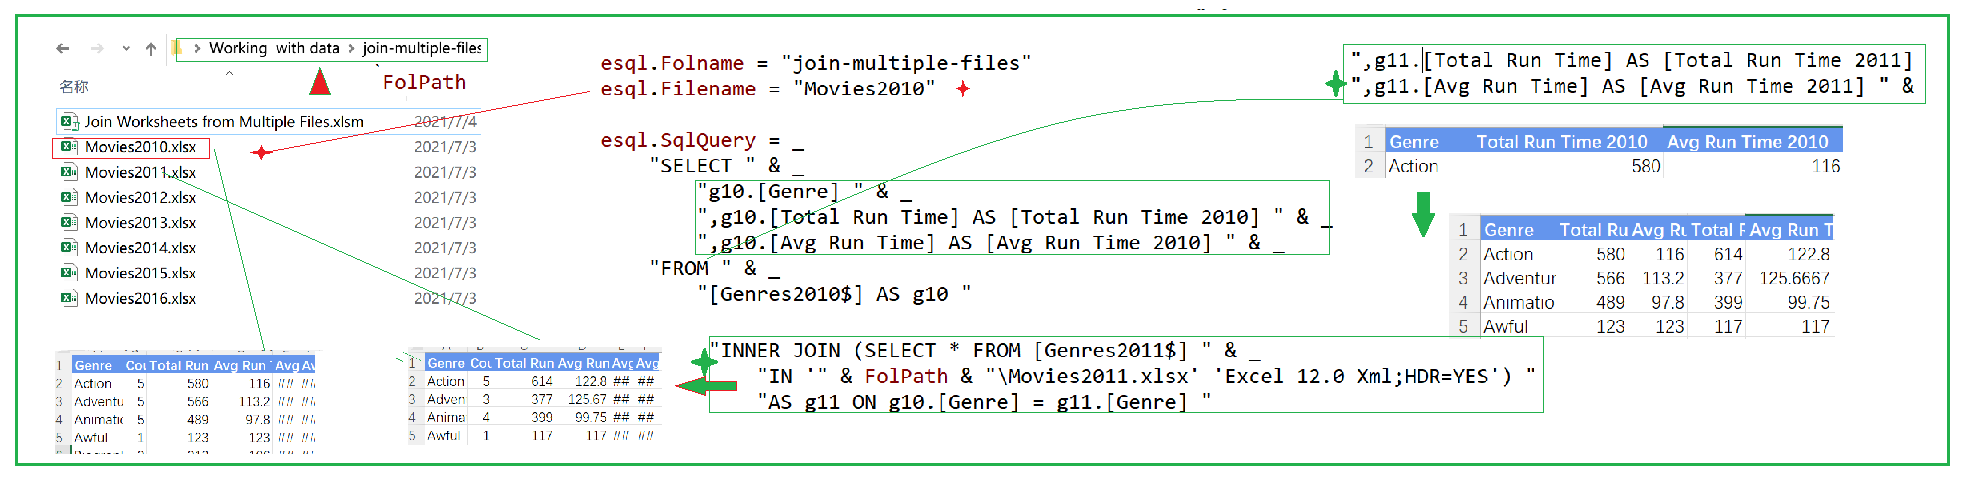 Working with data > join-multiple-files
FolPath
名称
Join Worksheets from Multiple Files.xlsm 2021/7/4
Movies2010.xlsx 2021/7/3
Movies2011.xlsx 2021/7/3
Movies2012.xlsx 2021/7/3
Movies2013.xlsx 2021/7/3
Movies2014.xlsx 2021/7/3
Movies2015.xlsx 2021/7/3
Movies2016.xlsx 2021/7/3
1 Genre Cou Total Run Avg Run Avg Av
2 Action 5 580 116 ## ##
3 Adventu 5 566 113.2 ## ##
4 Animatic 5 489 97.8 ## ##
5 Awful 1 123 123 ## ##
1 Genre Cou Total Run Avg Run Avg Avg
2 Action 5 614 122.8 ## ##
3 Adven 3 377 125.67 ## ##
4 Anima 4 399 99.75 ## ##
5 Awful 1 117 117 ## ##
esql.Folname = "join-multiple-files"
esql.Filename = "Movies2010"
esql.SqlQuery = _
"SELECT " & _
"g10.[Genre] " & _
",g10.[Total Run Time] AS [Total Run Time 2010] " & _
",g10.[Avg Run Time] AS [Avg Run Time 2010] " & _
"FROM " & _
"[Genres2010$] AS g10 "
"INNER JOIN (SELECT * FROM [Genres2011$] " & _
"IN '" & FolPath & "\Movies2011.xlsx' 'Excel 12.0 Xml;HDR=YES') "
"AS g11 ON g10.[Genre] = g11.[Genre] "
",g11.[Total Run Time] AS [Total Run Time 2011]
",g11.[Avg Run Time] AS [Avg Run Time 2011] " &
1 Genre Total Run Time 2010 Avg Run Time 2010
2 Action 580 116
1 Genre Total Ru Avg Ru Total R Avg Run T
2 Action 580 116 614 122.8
3 Adventur 566 113.2 377 125.6667
4 Animatio 489 97.8 399 99.75
5 Awful 123 123 117 117